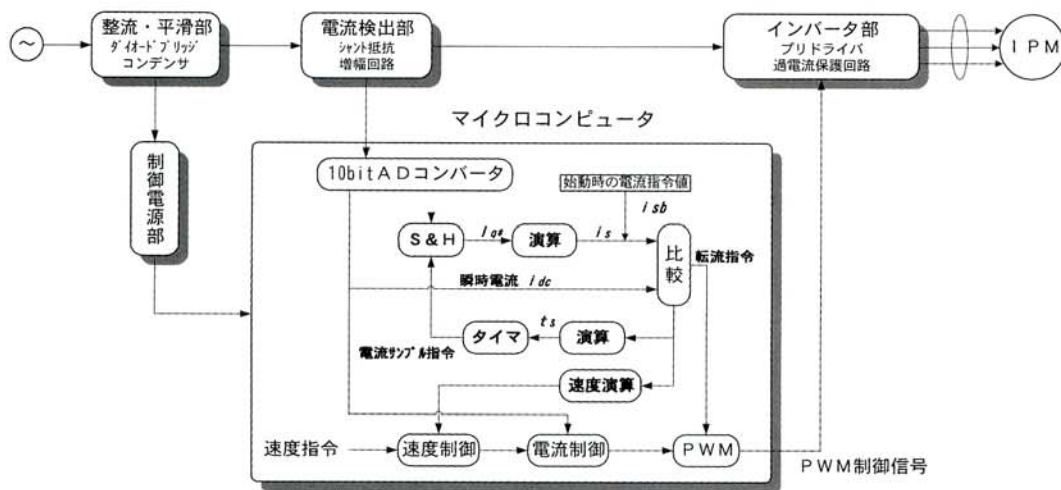 ～
整流・平滑部
ﾀﾞｲｵｰﾄﾞﾌﾞﾘｯｼﾞ
コンデンサ
電流検出部
ｼｬﾝﾄ抵抗
増幅回路
インバータ部
プリドライバ
過電流保護回路
IPM
制御電源部
マイクロコンピュータ
10bitADコンバータ
始動時の電流指令値
isb
S&H
演算
is
比較
転流指令
瞬時電流 idc
タイマ
ts
演算
電流ｻﾝﾌﾟﾙ指令
速度演算
速度指令
速度制御
電流制御
PWM
PWM制御信号